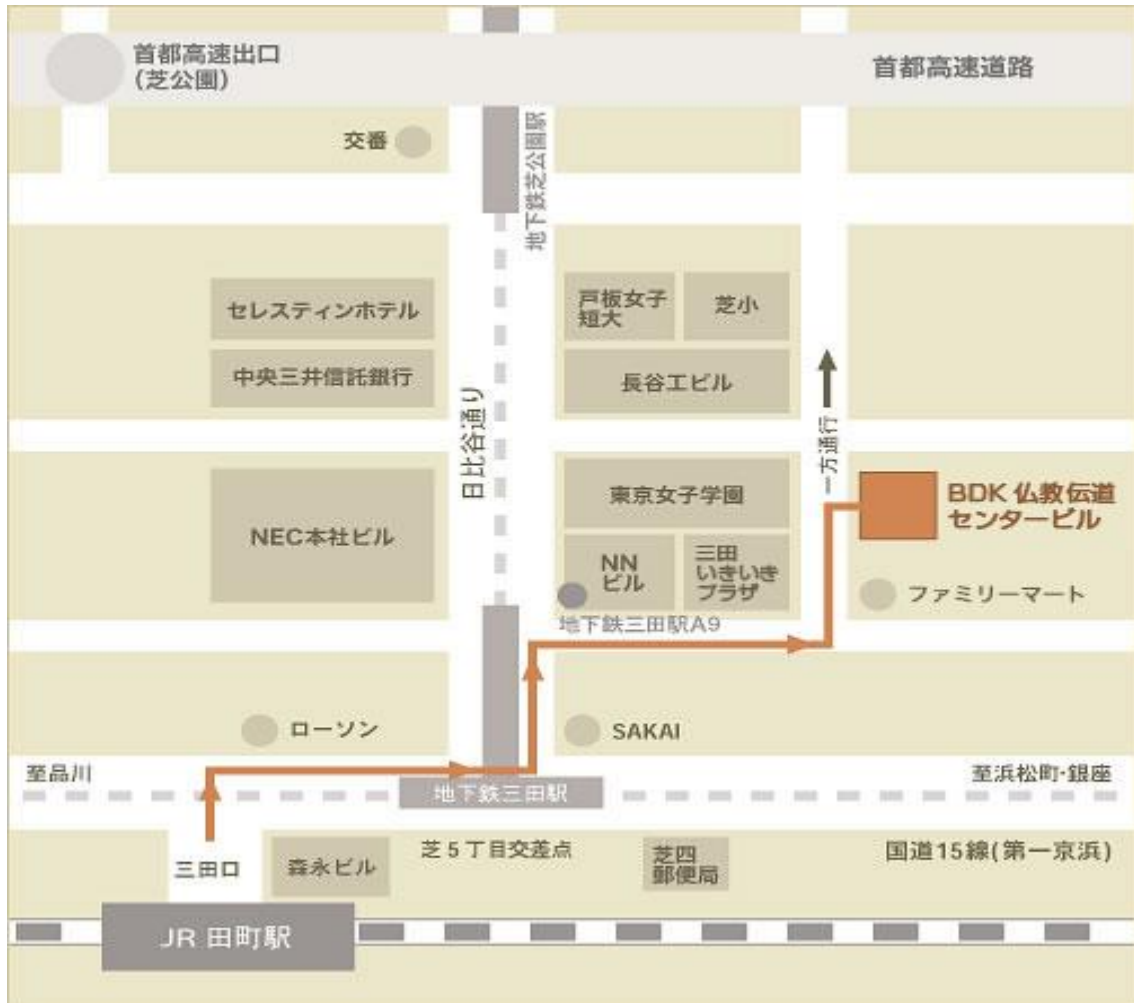 首都高速出口
(芝公園)
首都高速道路
交番
地下鉄芝公園駅
セレスティンホテル
戸板女子
短大
芝小
中央三井信託銀行
長谷工ビル
日比谷通り
一方通行
NEC本社ビル
東京女子学園
BDK 仏教伝道
センタービル
NN
ビル
三田
いきいき
プラザ
ファミリーマート
地下鉄三田駅A9
ローソン
SAKAI
至品川
至浜松町・銀座
地下鉄三田駅
三田口
森永ビル
芝5丁目交差点
芝四
郵便局
国道15線(第一京浜)
JR 田町駅